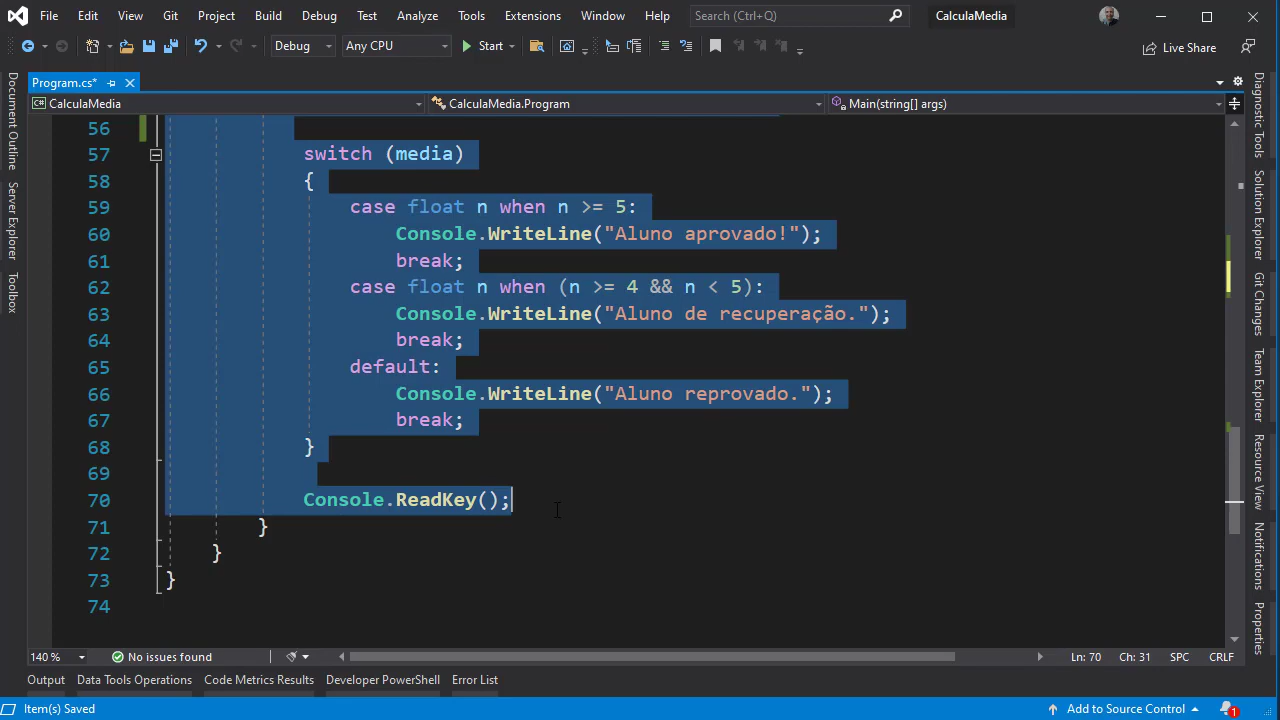 File Edit View Git Project Build Debug Test Analyze Tools Extensions Window Help Search (Ctrl+Q) CalculaMedia
Debug Any CPU Start Live Share
Program.cs*
CalculaMedia CalculaMedia.Program Main(string[] args)
Document Outline
Server Explorer
Toolbox
56
57 switch (media)
58 {
59 case float n when n >= 5:
60 Console.WriteLine("Aluno aprovado!");
61 break;
62 case float n when (n >= 4 && n < 5):
63 Console.WriteLine("Aluno de recuperação.");
64 break;
65 default:
66 Console.WriteLine("Aluno reprovado.");
67 break;
68 }
69
70 Console.ReadKey();
71 }
72 }
73 }
74
Diagnostic Tools
Solution Explorer
Git Changes
Team Explorer
Resource View
Notifications
Properties
140 % No issues found Ln: 70 Ch: 31 SPC CRLF
Output Data Tools Operations Code Metrics Results Developer PowerShell Error List
Item(s) Saved Add to Source Control 1